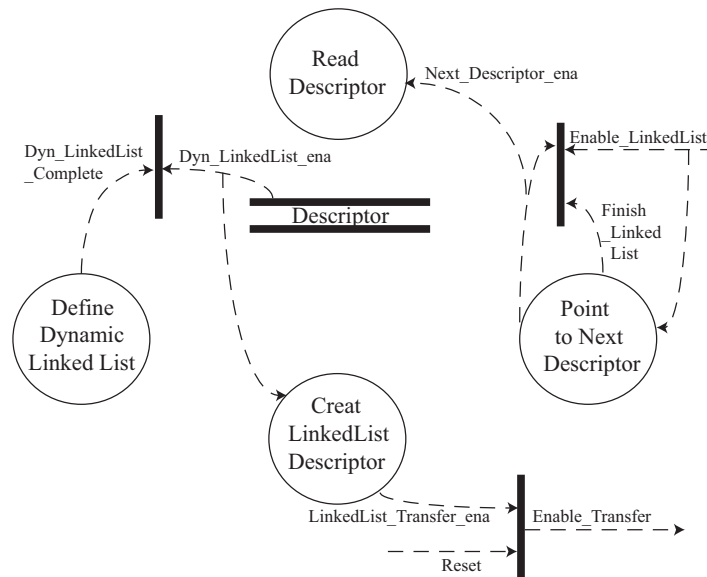 Read
Descriptor
Next_Descriptor_ena
Dyn_LinkedList
_Complete
Dyn_LinkedList_ena
Enable_LinkedList
Descriptor
Finish
_Linked
List
Define
Dynamic
Linked List
Point
to Next
Descriptor
Creat
LinkedList
Descriptor
LinkedList_Transfer_ena
Enable_Transfer
Reset